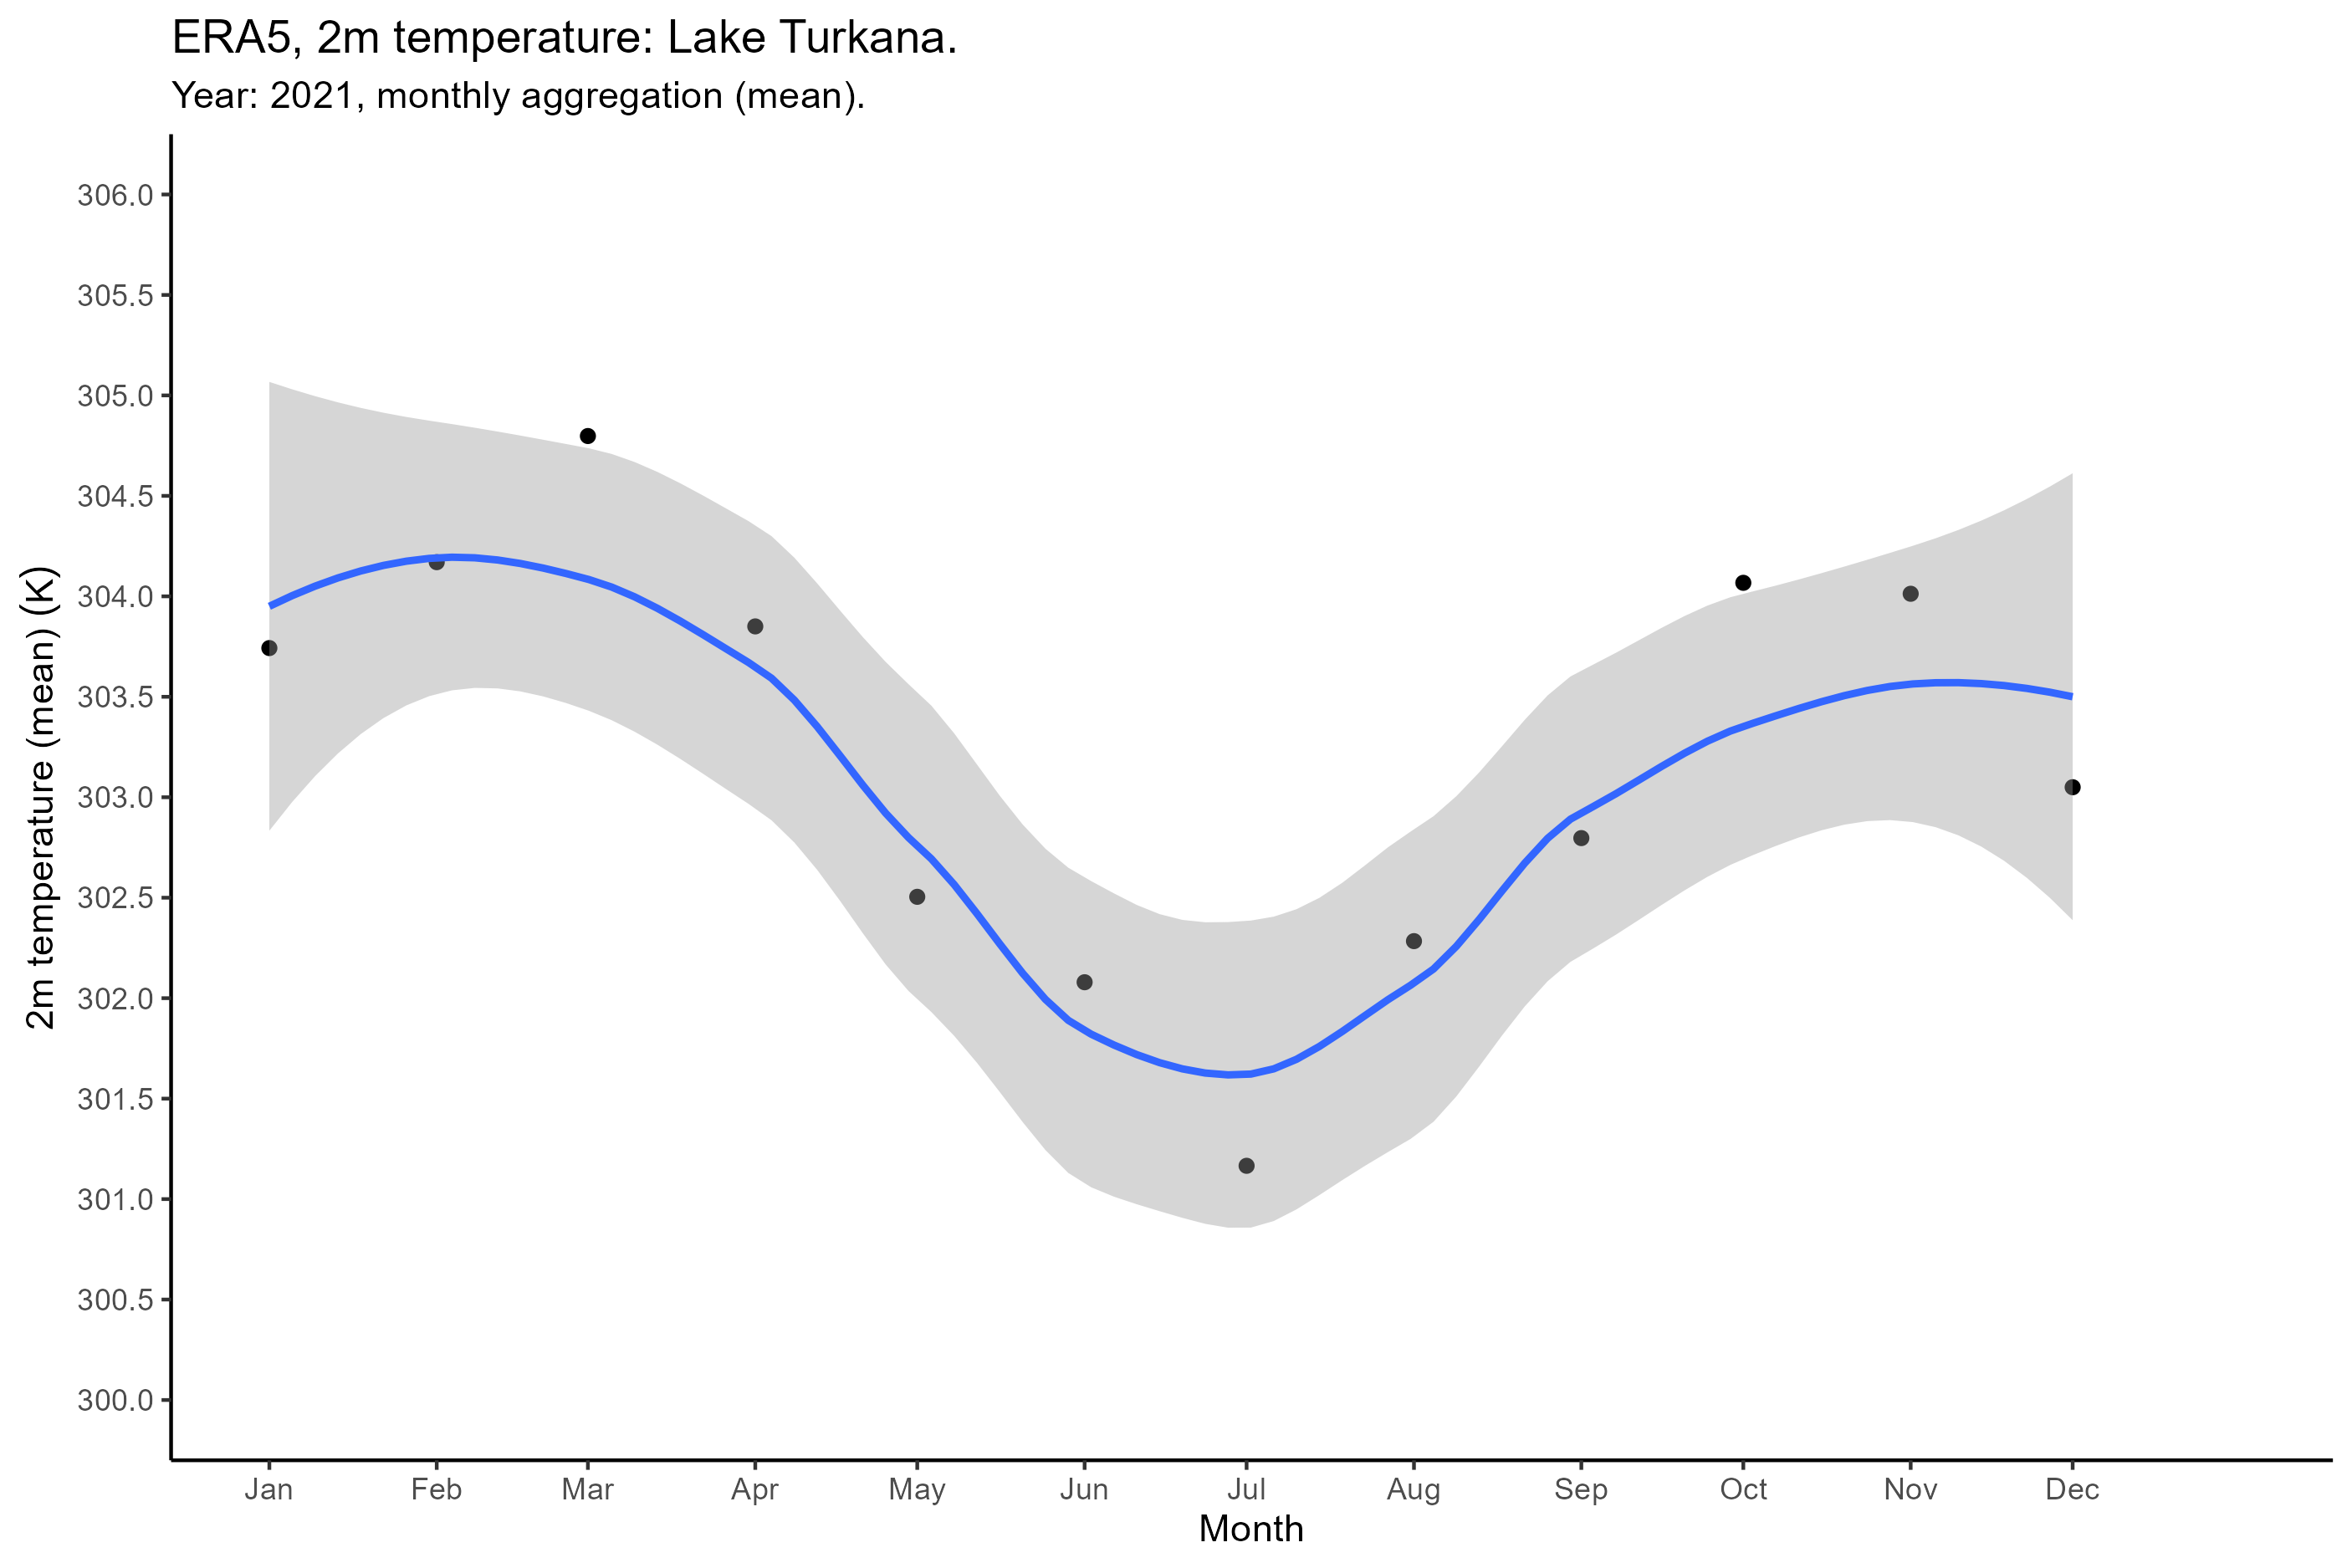 ERA5, 2m temperature: Lake Turkana.
Year: 2021, monthly aggregation (mean).
2m temperature (mean) (K)
306.0
305.5
305.0
304.5
304.0
303.5
303.0
302.5
302.0
301.5
301.0
300.5
300.0
Jan Feb Mar Apr May Jun Jul Aug Sep Oct Nov Dec
Month